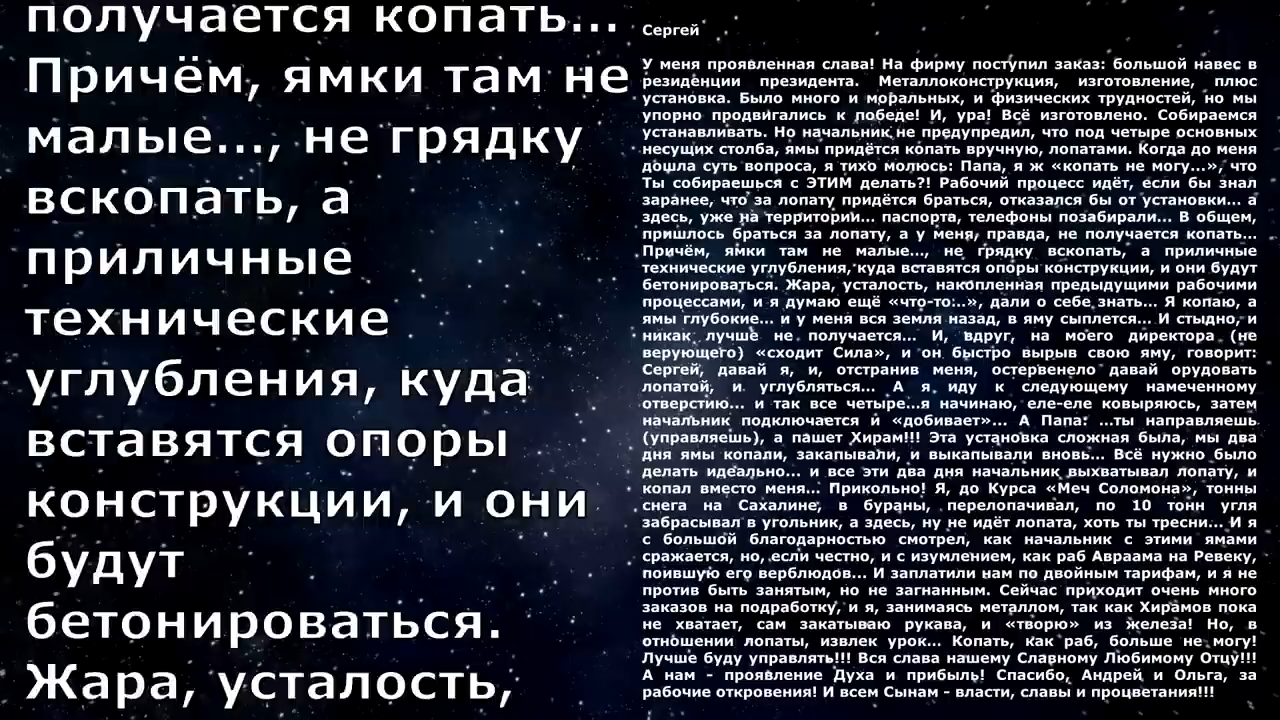 получается копать...
Причём, ямки там не
малые..., не грядку
вскопать, а
приличные
технические
углубления, куда
вставятся опоры
конструкции, и они
будут
бетонироваться.
Жара, усталость,
Сергей
У меня проявленная слава! На фирму поступил заказ: большой навес в
резиденции президента. Металлоконструкция, изготовление, плюс
установка. Было много и моральных, и физических трудностей, но мы
упорно продвигались к победе! И, ура! Всё изготовлено. Собираемся
устанавливать. Но начальник не предупредил, что под четыре основных
несущих столба, ямы придётся копать вручную, лопатами. Когда до меня
дошла суть вопроса, я тихо молюсь: Папа, я ж «копать не могу...», что
Ты собираешься с ЭТИМ делать?! Рабочий процесс идёт, если бы знал
заранее, что за лопату придётся браться, отказался бы от установки... а
здесь, уже на территории... паспорта, телефоны позабирали... В общем,
пришлось браться за лопату, а у меня, правда, не получается копать...
Причём, ямки там не малые..., не грядку вскопать, а приличные
технические углубления, куда вставятся опоры конструкции, и они будут
бетонироваться. Жара, усталость, накопленная предыдущими рабочими
процессами, и я думаю ещё «что-то...», дали о себе знать... Я копаю, а
ямы глубокие... и у меня вся земля назад, в яму сыплется... И стыдно, и
никак лучше не получается... И, вдруг, на моего директора (не
верующего) «сходит Сила», и он быстро вырыв свою яму, говорит:
Сергей, давай я, и, отстранив меня, остервенело давай орудовать
лопатой, и углубляться... А я иду к следующему намеченному
отверстию... и так все четыре...я начинаю, еле-еле ковыряюсь, затем
начальник подключается и «добивает»... А Папа: ...ты направляешь
(управляешь), а пашет Хирам!!! Эта установка сложная была, мы два
дня ямы копали, закапывали, и выкапывали вновь... Всё нужно было
делать идеально... и все эти два дня начальник выхватывал лопату, и
копал вместо меня... Прикольно! Я, до Курса «Меч Соломона», тонны
снега на Сахалине, в бураны, перелопачивал, по 10 тонн угля
забрасывал в угольник, а здесь, ну не идёт лопата, хоть ты тресни... И я
с большой благодарностью смотрел, как начальник с этими ямами
сражается, но, если честно, и с изумлением, как раб Авраама на Ревеку,
поившую его верблюдов... И заплатили нам по двойным тарифам, и я не
против быть занятым, но не загнанным. Сейчас приходит очень много
заказов на подработку, и я, занимаясь металлом, так как Хирамов пока
не хватает, сам закатываю рукава, и «творю» из железа! Но, в
отношении лопаты, извлек урок... Копать, как раб, больше не могу!
Лучше буду управлять!!! Вся слава нашему Славному Любимому Отцу!!!
А нам - проявление Духа и прибыль! Спасибо, Андрей и Ольга, за
рабочие откровения! И всем Сынам - власти, славы и процветания!!!